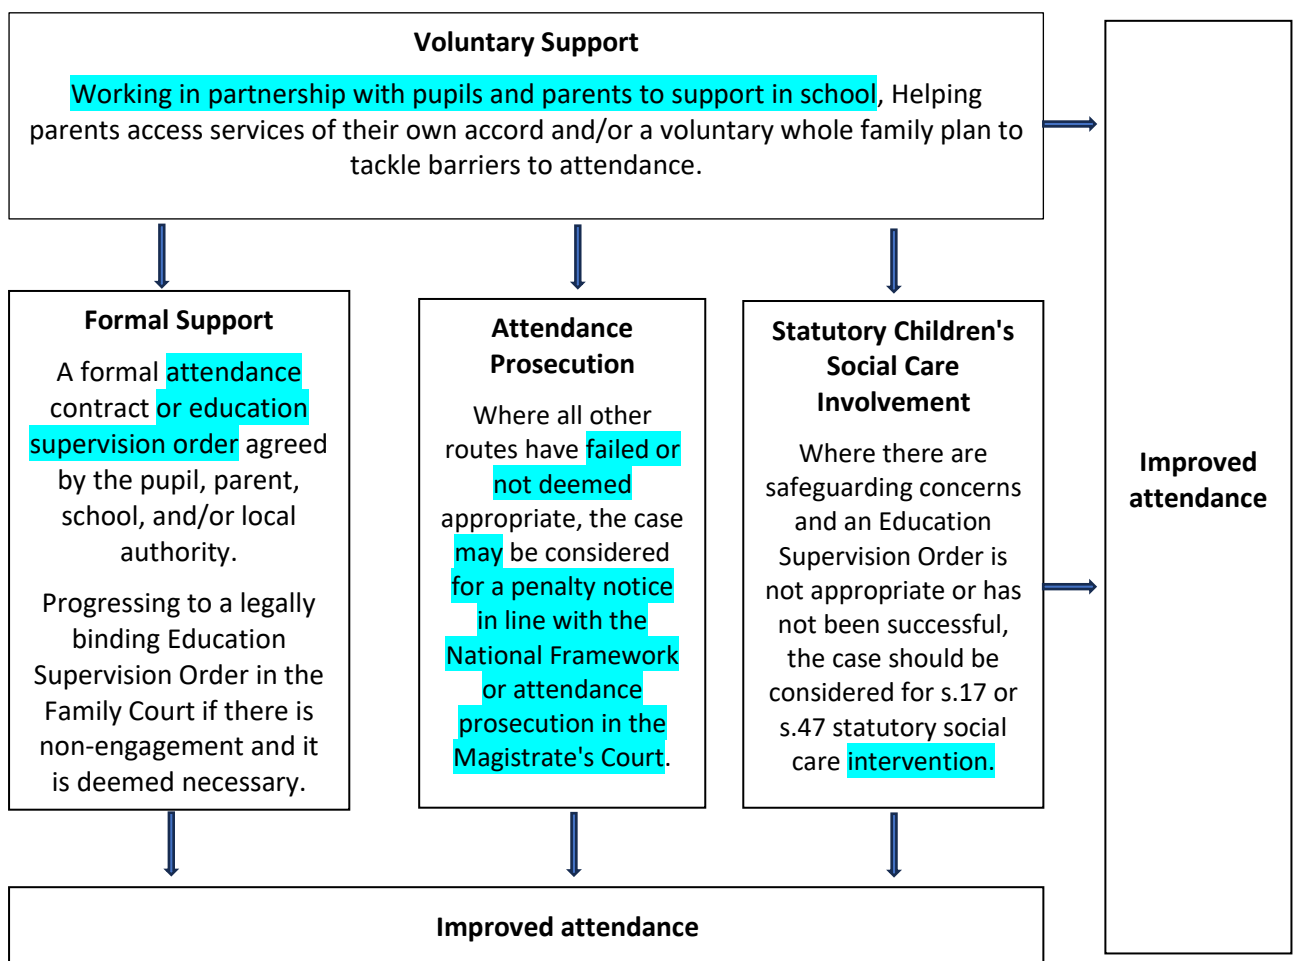 Voluntary Support
Working in partnership with pupils and parents to support in school, Helping
parents access services of their own accord and/or a voluntary whole family plan to
tackle barriers to attendance.
Formal Support
A formal attendance
contract or education
supervision order agreed
by the pupil, parent,
school, and/or local
authority.
Progressing to a legally
binding Education
Supervision Order in the
Family Court if there is
non-engagement and it
is deemed necessary.
Attendance
Prosecution
Where all other
routes have failed or
not deemed
appropriate, the case
may be considered
for a penalty notice
in line with the
National Framework
or attendance
prosecution in the
Magistrate's Court.
Statutory Children's
Social Care
Involvement
Where there are
safeguarding concerns
and an Education
Supervision Order is
not appropriate or has
not been successful,
the case should be
considered for s.17 or
s.47 statutory social
care intervention.
Improved
attendance
Improved attendance